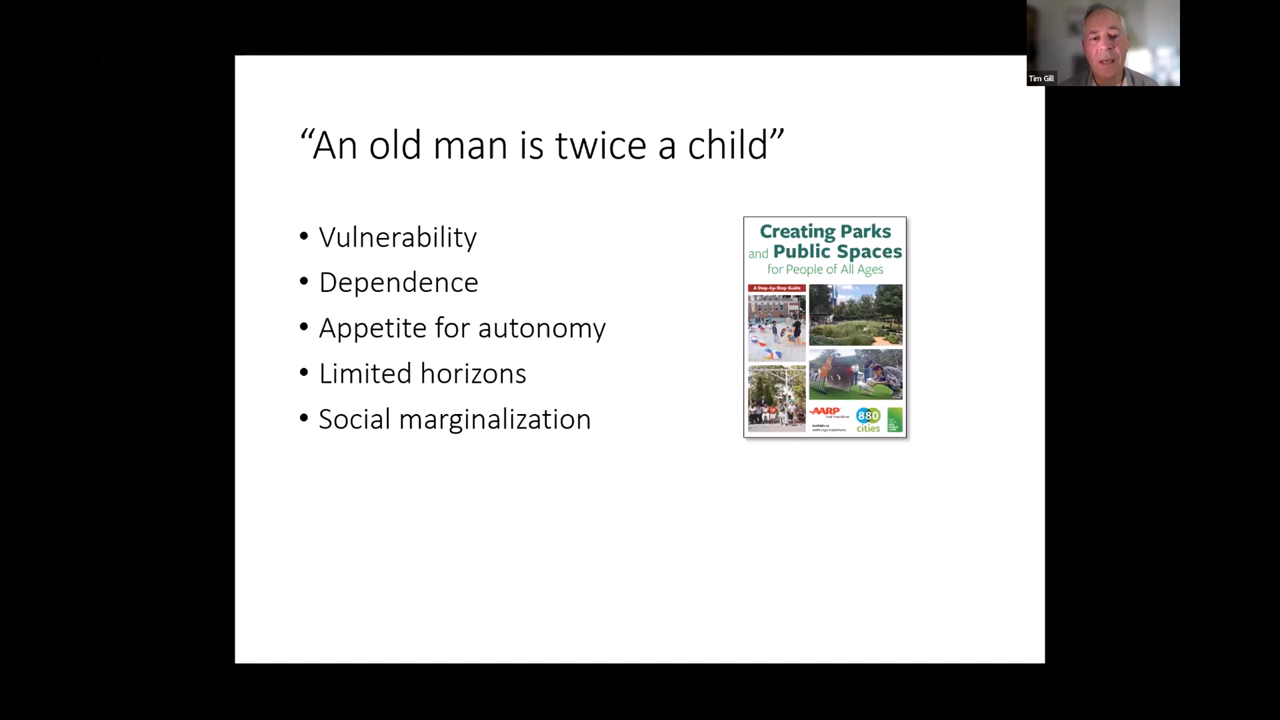 Tim Gill
“An old man is twice a child”
• Vulnerability
• Dependence
• Appetite for autonomy
• Limited horizons
• Social marginalization
Creating Parks
and Public Spaces
for People of All Ages
A Step-by-Step Guide
AARP
880
cities